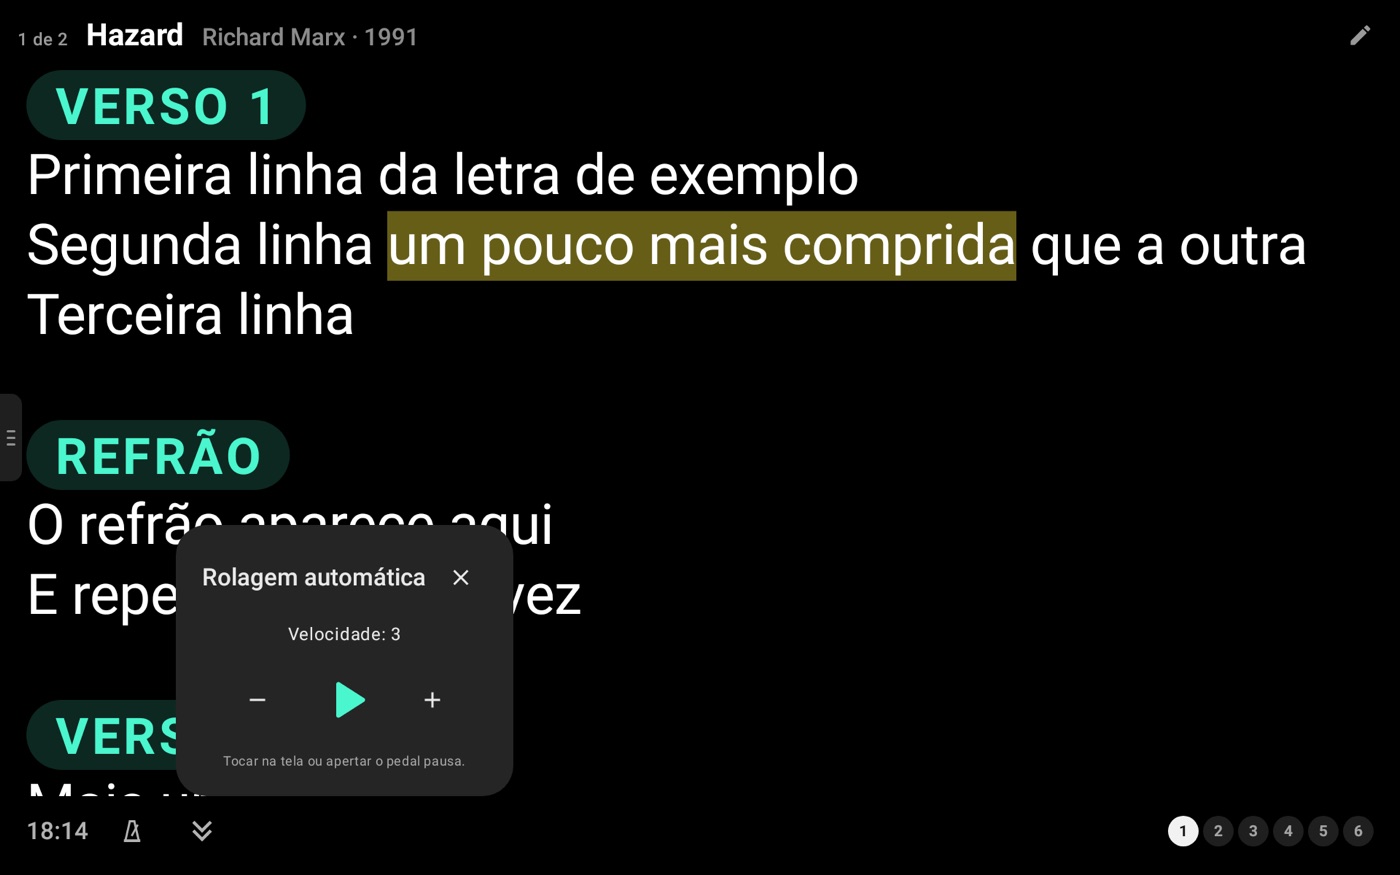 1 de 2 Hazard Richard Marx · 1991
VERSO 1
Primeira linha da letra de exemplo
Segunda linha um pouco mais comprida que a outra
Terceira linha
REFRÃO
O refrão aparece aqui
E repe
vez
Rolagem automática
Velocidade: 3
− +
Tocar na tela ou apertar o pedal pausa.
VERS
18:14
1 2 3 4 5 6